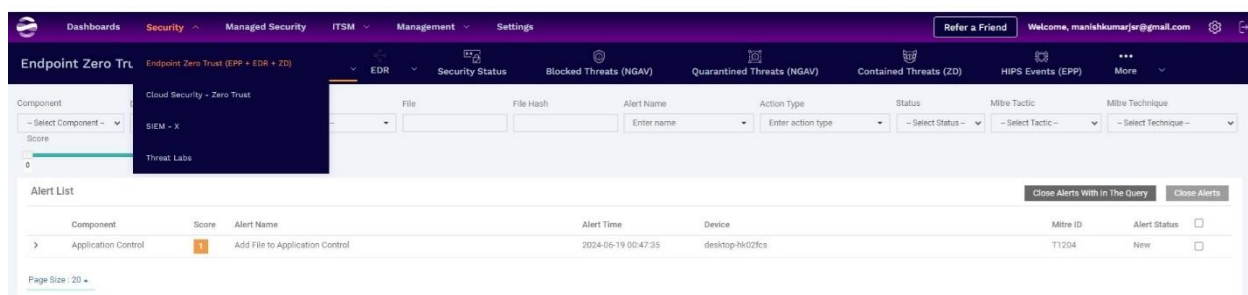 Dashboards Security Managed Security ITSM Management Settings Refer a Friend Welcome, manishkumarjsr@gmail.com
Endpoint Zero Tru EDR Security Status Blocked Threats (NGAV) Quarantined Threats (NGAV) Contained Threats (ZD) HIPS Events (EPP) More
Endpoint Zero Trust (EPP + EDR + ZD)
Cloud Security - Zero Trust
SIEM - X
Threat Labs
Component File File Hash Alert Name Action Type Status Mitre Tactic Mitre Technique
-- Select Component -- Enter name Enter action type -- Select Status -- -- Select Tactic -- -- Select Technique --
Score
0
Alert List Close Alerts With In The Query Close Alerts
Component Score Alert Name Alert Time Device Mitre ID Alert Status
Application Control 1 Add File to Application Control 2024-06-19 00:47:35 desktop-hk02fcs T1204 New
Page Size : 20